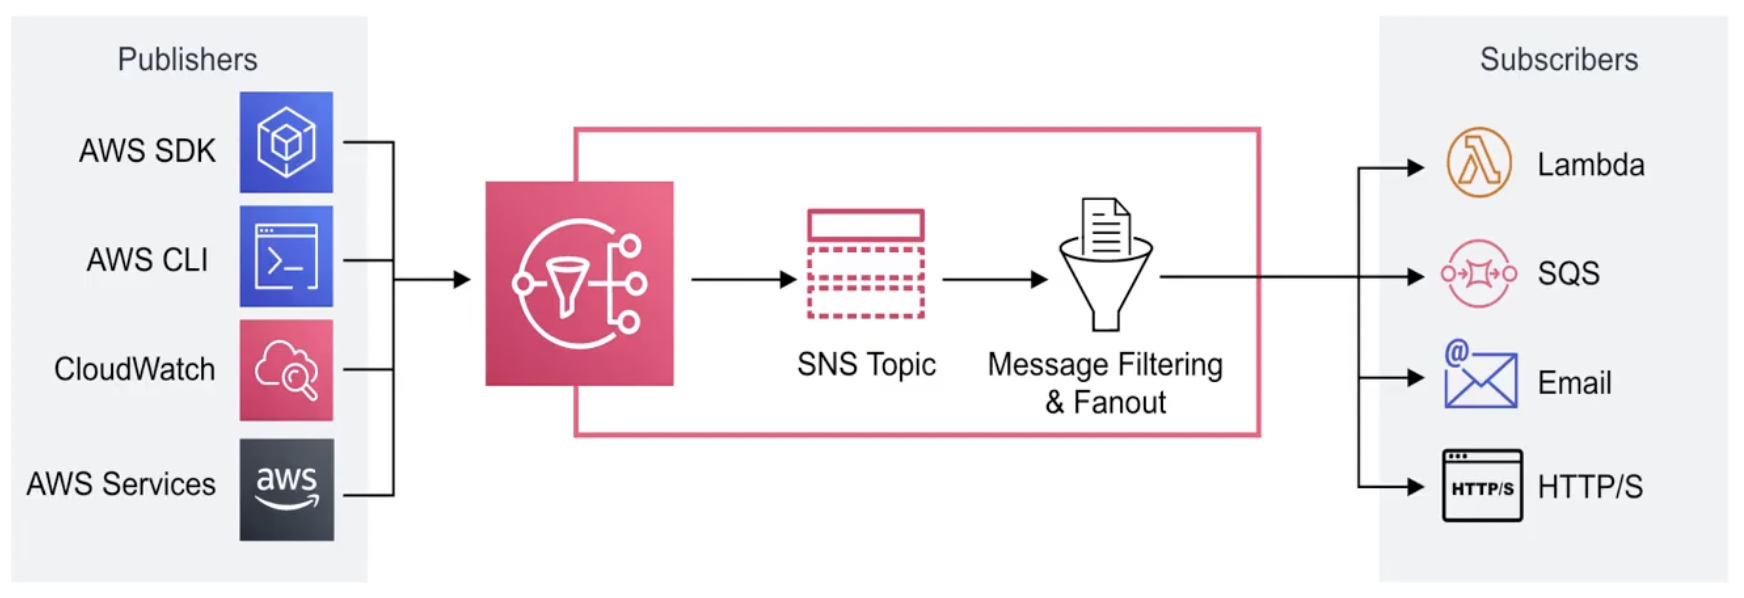 Publishers
AWS SDK
AWS CLI
CloudWatch
AWS Services
aws
SNS Topic
Message Filtering
& Fanout
Subscribers
Lambda
SQS
@
Email
HTTP/S
HTTP/S